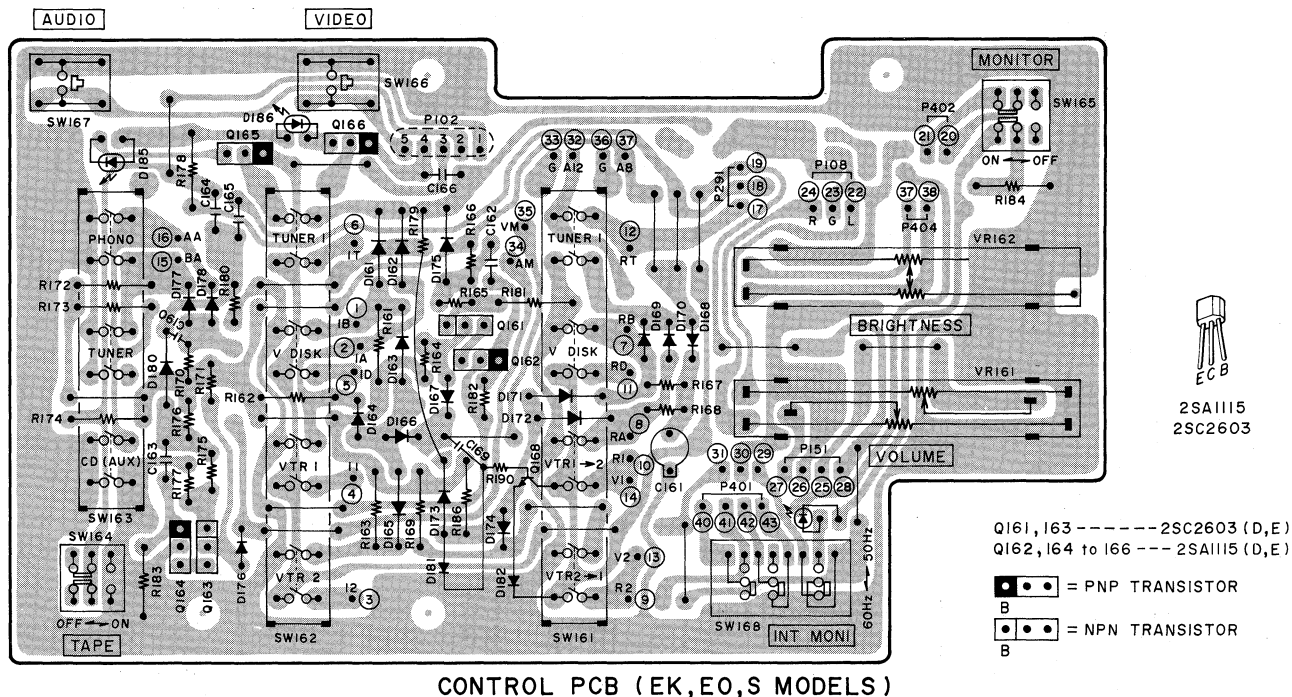 AUDIO
VIDEO
MONITOR
SW167
SW166
SW165
D186
Q165
Q166
P102
5 4 3 2 1
P402
21 20
ON ←→ OFF
D185
R178
C164
C165
C166
33 32 36 37
G A12 G A8
P291
19
18
17
P108
24 23 22
R G L
37 38
P404
R184
PHONO
16 AA
15 BA
TUNER 1
6
1T
R179
R166
C162
35
VM
34
AM
TUNER 1
12
RT
VR162
D177
D178
R180
D161
D162
D175
R172
R173
R165
R181
C167
1
1B
R161
Q161
RB
D169
D170
D168
BRIGHTNESS
TUNER
D180
R170
R171
V DISK
2
1A
1D
5
D163
R164
Q162
V DISK
7
RD
11
R167
VR161
R162
D167
R182
D171
R168
R174
R176
R175
D164
D166
D172
8
RA
CD (AUX)
C163
R177
VTR 1
11
4
C169
R190
Q168
VTR1→2
R1
10
V1
14
C161
31 30 29
P151
27 26 25 28
VOLUME
P401
40 41 42 43
SW163
SW164
R183
Q164
Q163
D176
R163
D165
R169
D173
R186
D174
D181
D182
VTR 2
12
3
VTR2→1
V2
13
R2
9
OFF ←→ ON
TAPE
SW162
SW161
SW168
INT MONI
60Hz ←→ 50Hz
E C B
2SA1115
2SC2603
Q161, 163 ------- 2SC2603 (D,E)
Q162, 164 to 166 --- 2SA1115 (D,E)
= PNP TRANSISTOR
B
= NPN TRANSISTOR
B
CONTROL PCB (EK,EO,S MODELS)